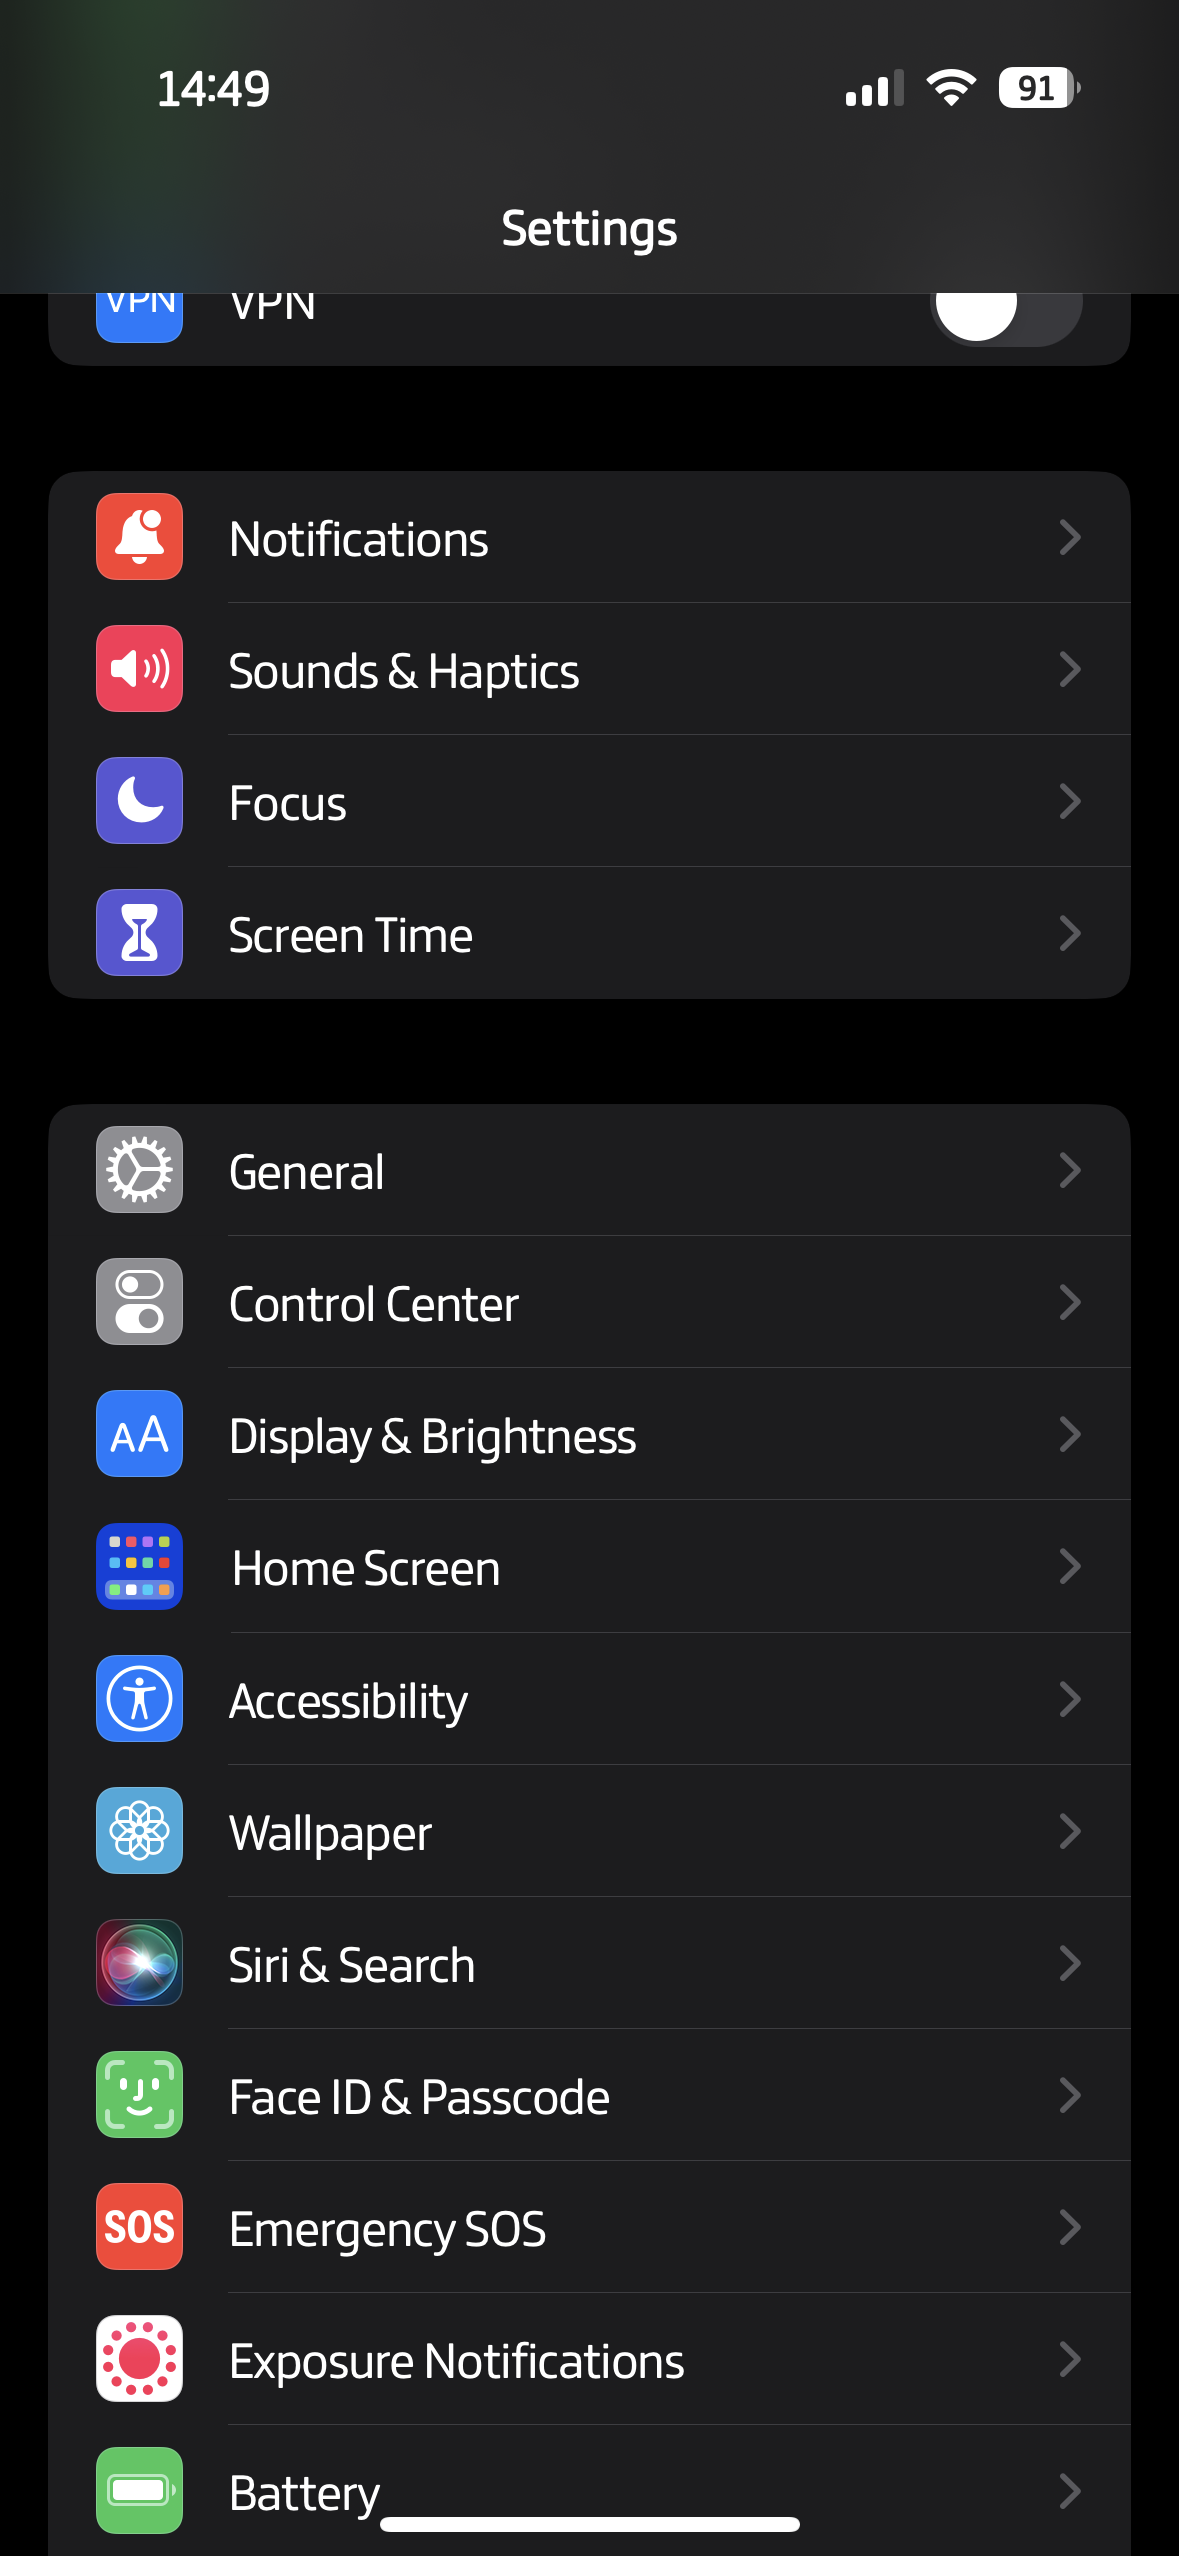 14:49
91
Settings
VPN VPN
Notifications
Sounds & Haptics
Focus
Screen Time
General
Control Center
AA Display & Brightness
Home Screen
Accessibility
Wallpaper
Siri & Search
Face ID & Passcode
SOS Emergency SOS
Exposure Notifications
Battery